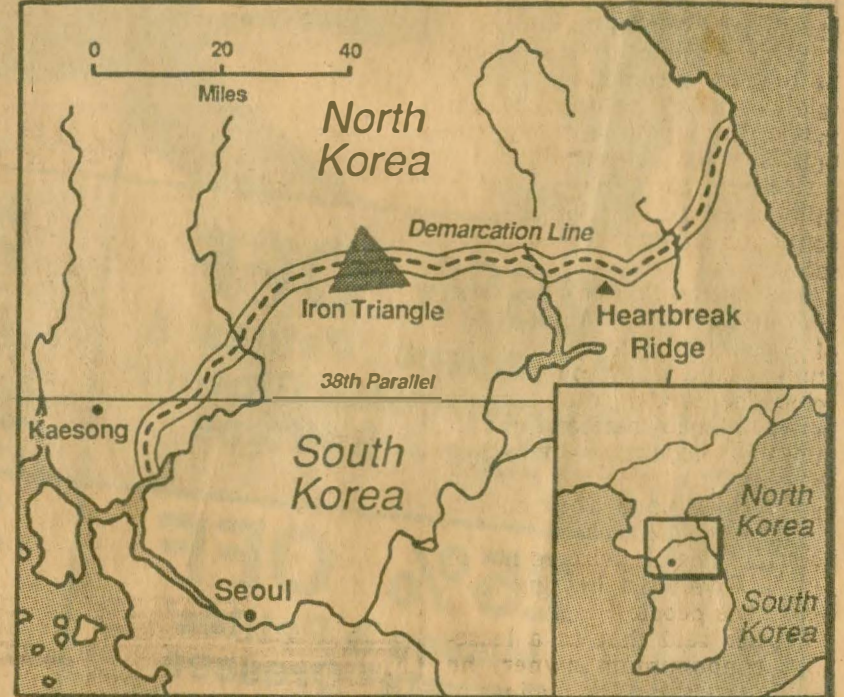 0 20 40
Miles
North
Korea
Demarcation Line
Iron Triangle
Heartbreak
Ridge
38th Parallel
Kaesong
South
Korea
Seoul
North
Korea
South
Korea